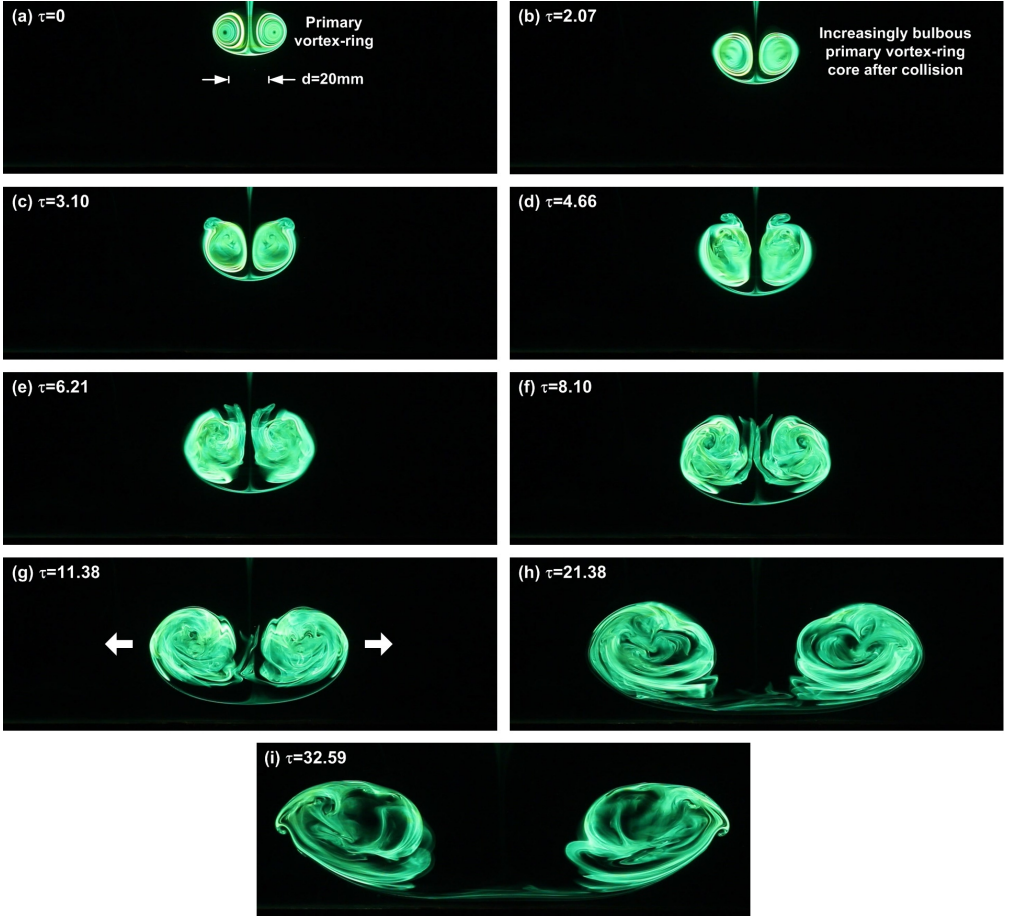 (a) τ=0
Primary
vortex-ring
d=20mm
(b) τ=2.07
Increasingly bulbous
primary vortex-ring
core after collision
(c) τ=3.10
(d) τ=4.66
(e) τ=6.21
(f) τ=8.10
(g) τ=11.38
(h) τ=21.38
(i) τ=32.59